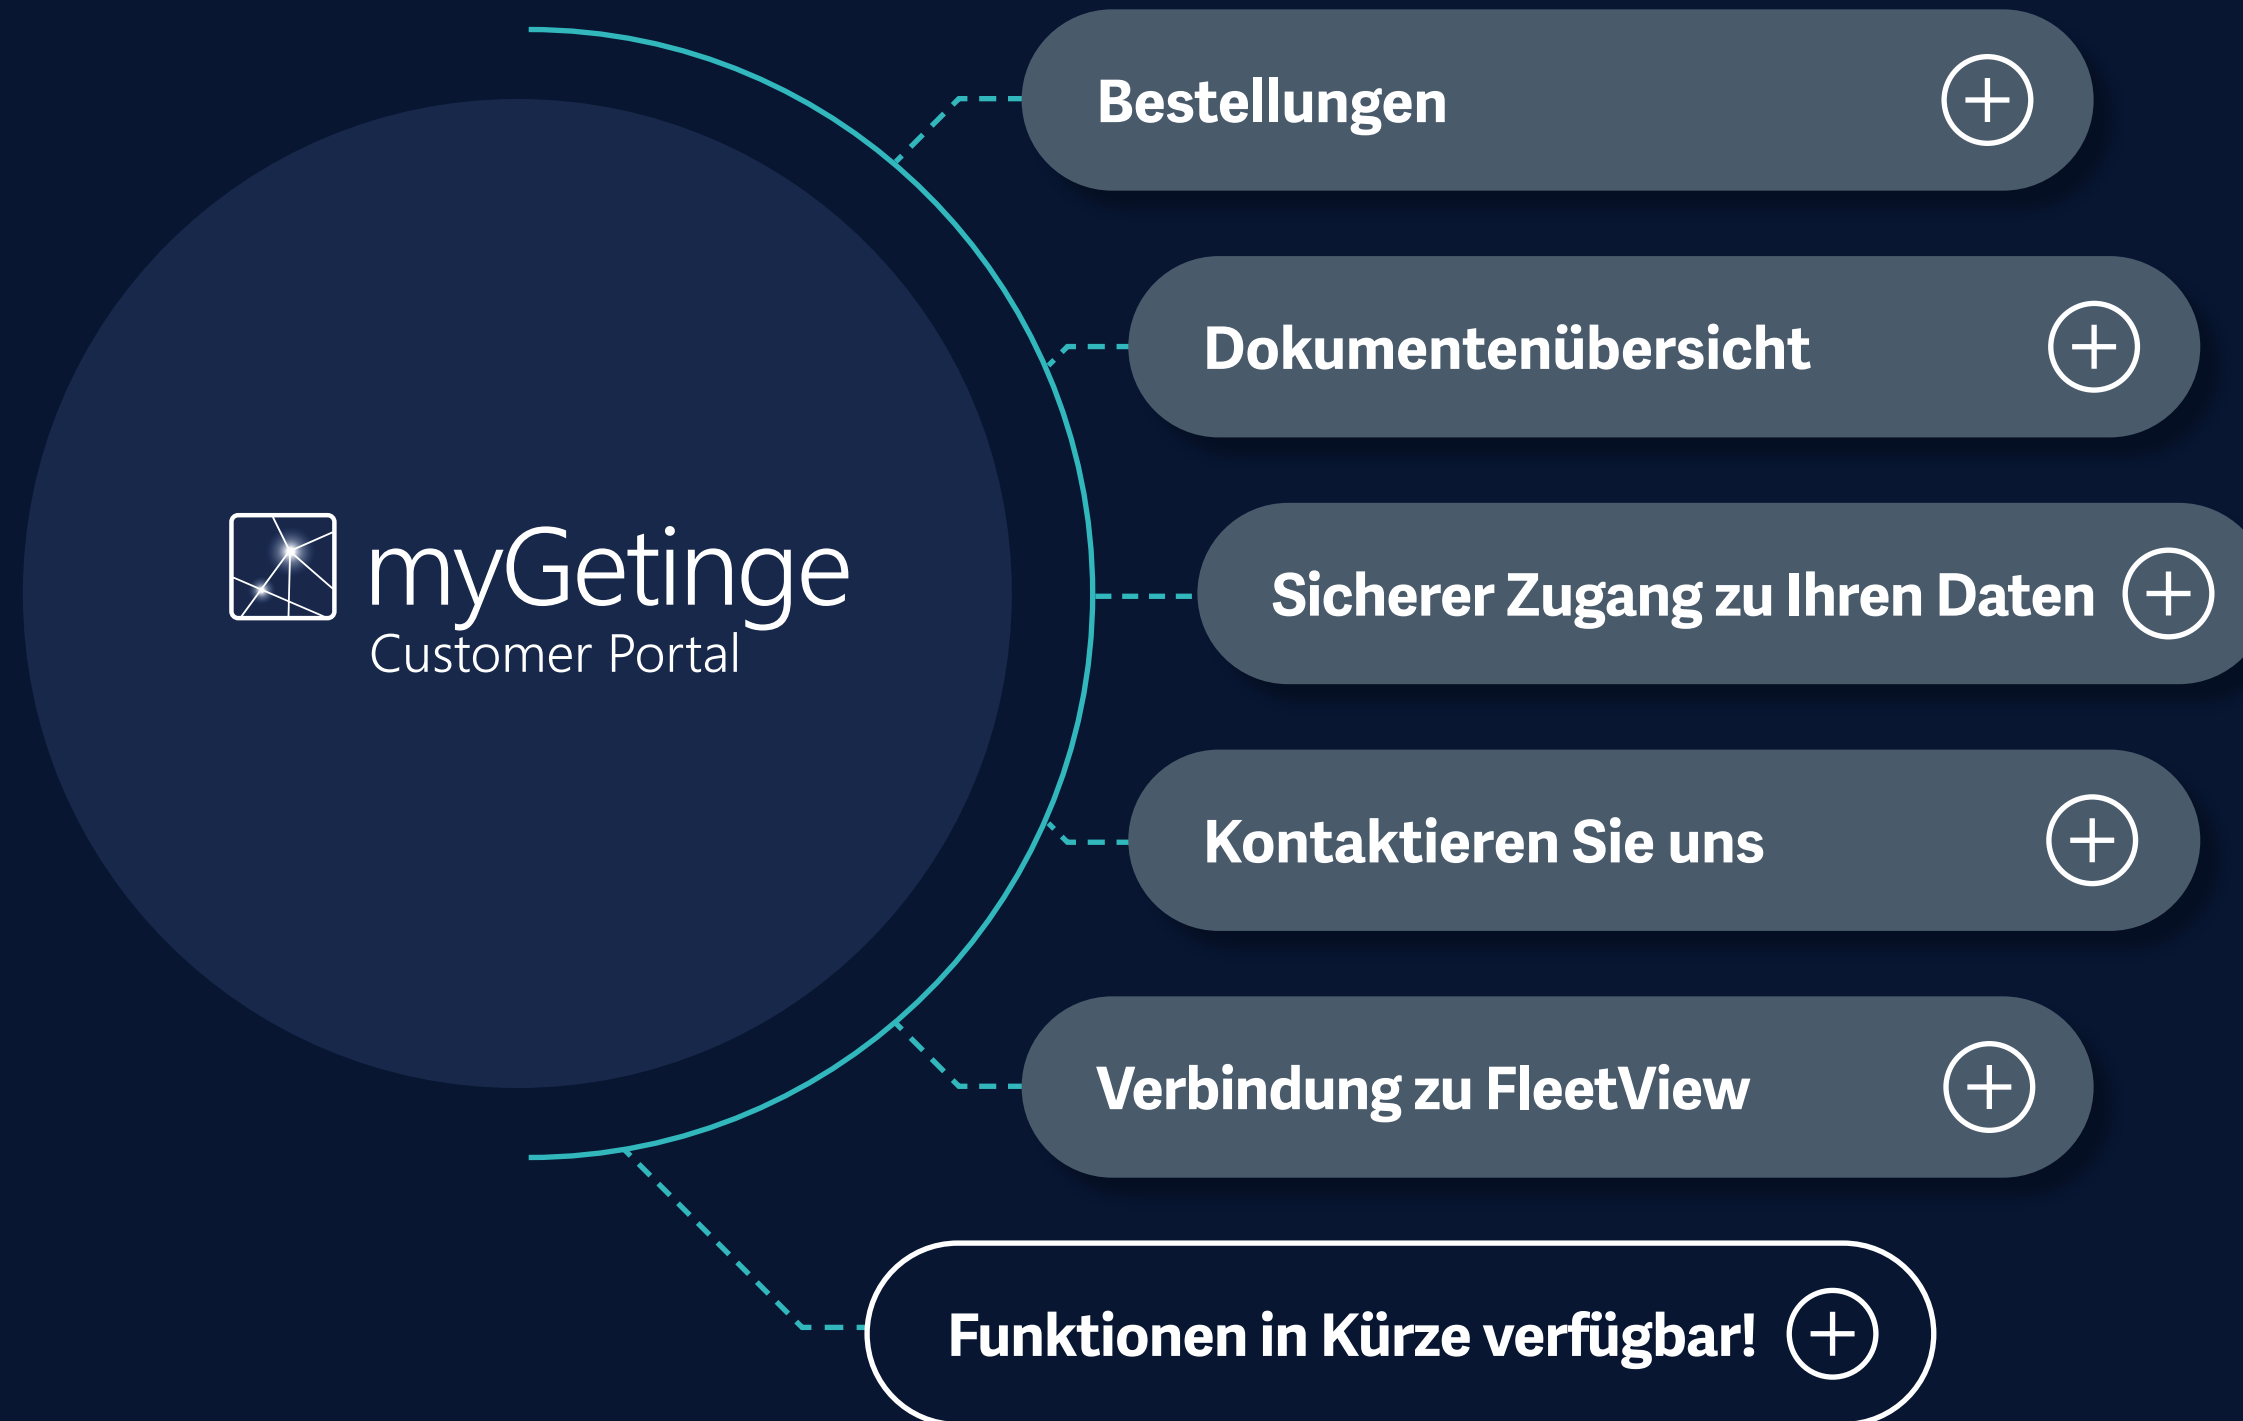 myGetinge
Customer Portal
Bestellungen
Dokumentenübersicht
Sicherer Zugang zu Ihren Daten
Kontaktieren Sie uns
Verbindung zu FleetView
Funktionen in Kürze verfügbar!